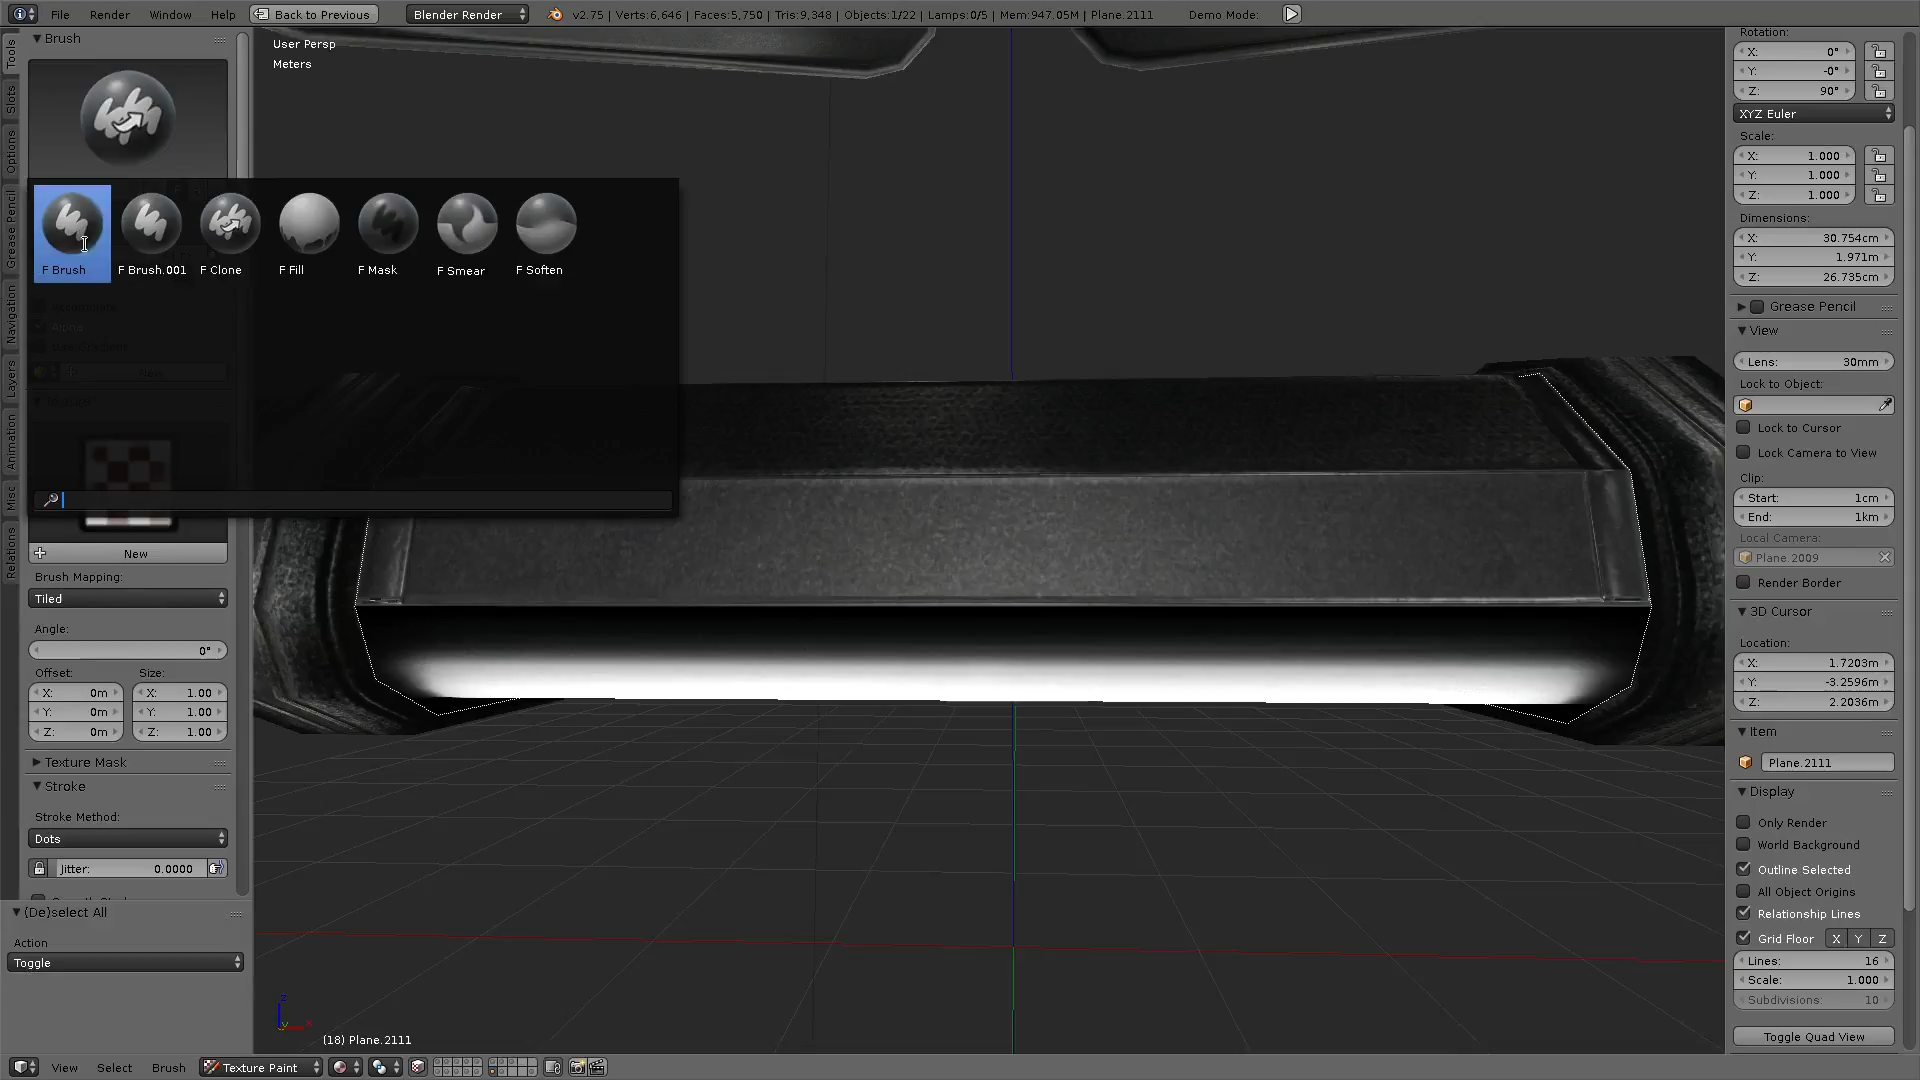 File Render Window Help Back to Previous Blender Render v2.75 | Verts:6,646 | Faces:5,750 | Tris:9,348 | Objects:1/22 | Lamps:0/5 | Mem:947.05M | Plane.2111 Demo Mode:
Tools
Slots
Options
Grease Pencil
Navigation
Layers
Animation
Misc
Relations
Brush
F Brush
F Brush.001
F Clone
F Fill
F Mask
F Smear
F Soften
Accumulate
Alpha
Use Gradient
New
Texture
New
Brush Mapping:
Tiled
Angle:
0°
Offset: Size:
X: 0m X: 1.00
Y: 0m Y: 1.00
Z: 0m Z: 1.00
Texture Mask
Stroke
Stroke Method:
Dots
Jitter: 0.0000
(De)select All
Action
Toggle
User Persp
Meters
z
y
x
(18) Plane.2111
Rotation:
X: 0°
Y: -0°
Z: 90°
XYZ Euler
Scale:
X: 1.000
Y: 1.000
Z: 1.000
Dimensions:
X: 30.754cm
Y: 1.971m
Z: 26.735cm
Grease Pencil
View
Lens: 30mm
Lock to Object:
Lock to Cursor
Lock Camera to View
Clip:
Start: 1cm
End: 1km
Local Camera:
Plane.2009
Render Border
3D Cursor
Location:
X: 1.7203m
Y: -3.2596m
Z: 2.2036m
Item
Plane.2111
Display
Only Render
World Background
Outline Selected
All Object Origins
Relationship Lines
Grid Floor X Y Z
Lines: 16
Scale: 1.000
Subdivisions: 10
Toggle Quad View
View Select Brush Texture Paint